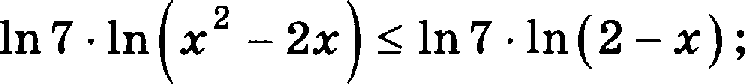 ln 7 · ln(x² − 2x) ≤ ln 7 · ln(2 − x);